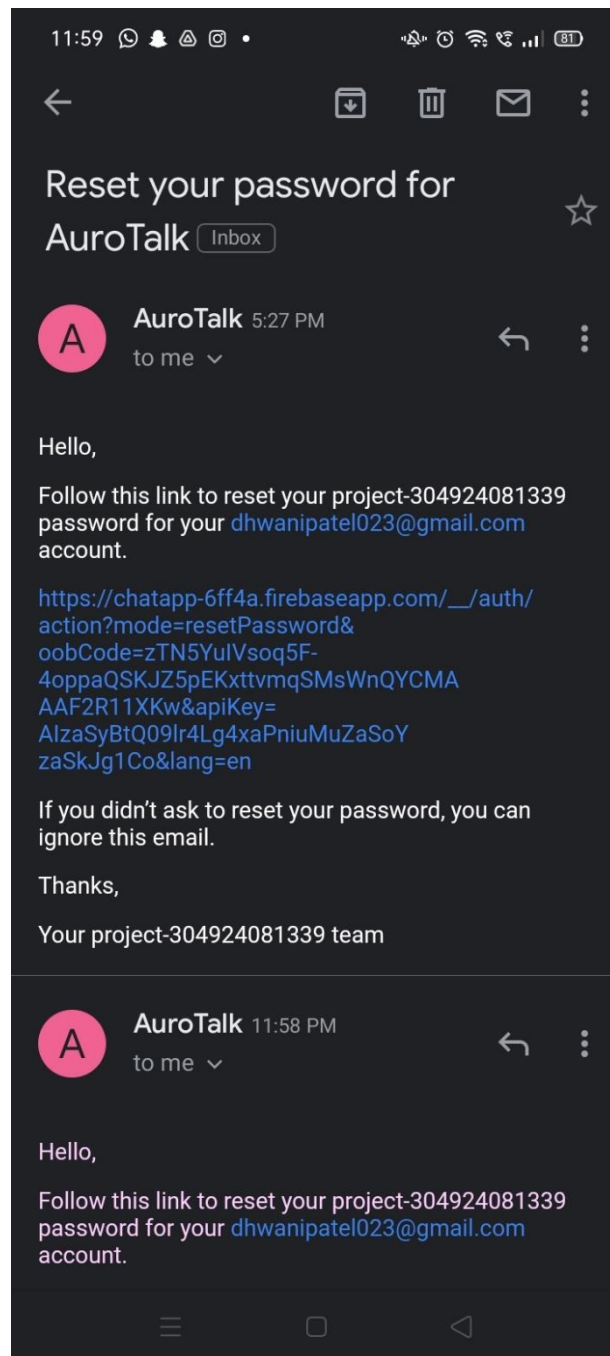 11:59
81
Reset your password for
AuroTalk Inbox
A
AuroTalk 5:27 PM
to me
Hello,
Follow this link to reset your project-304924081339
password for your dhwanipatel023@gmail.com
account.
https://chatapp-6ff4a.firebaseapp.com/__/auth/
action?mode=resetPassword&
oobCode=zTN5YuIVsoq5F-
4oppaQSKJZ5pEKxttvmqSMsWnQYCMA
AAF2R11XKw&apiKey=
AIzaSyBtQ09lr4Lg4xaPniuMuZaSoY
zaSkJg1Co&lang=en
If you didn’t ask to reset your password, you can
ignore this email.
Thanks,
Your project-304924081339 team
A
AuroTalk 11:58 PM
to me
Hello,
Follow this link to reset your project-304924081339
password for your dhwanipatel023@gmail.com
account.